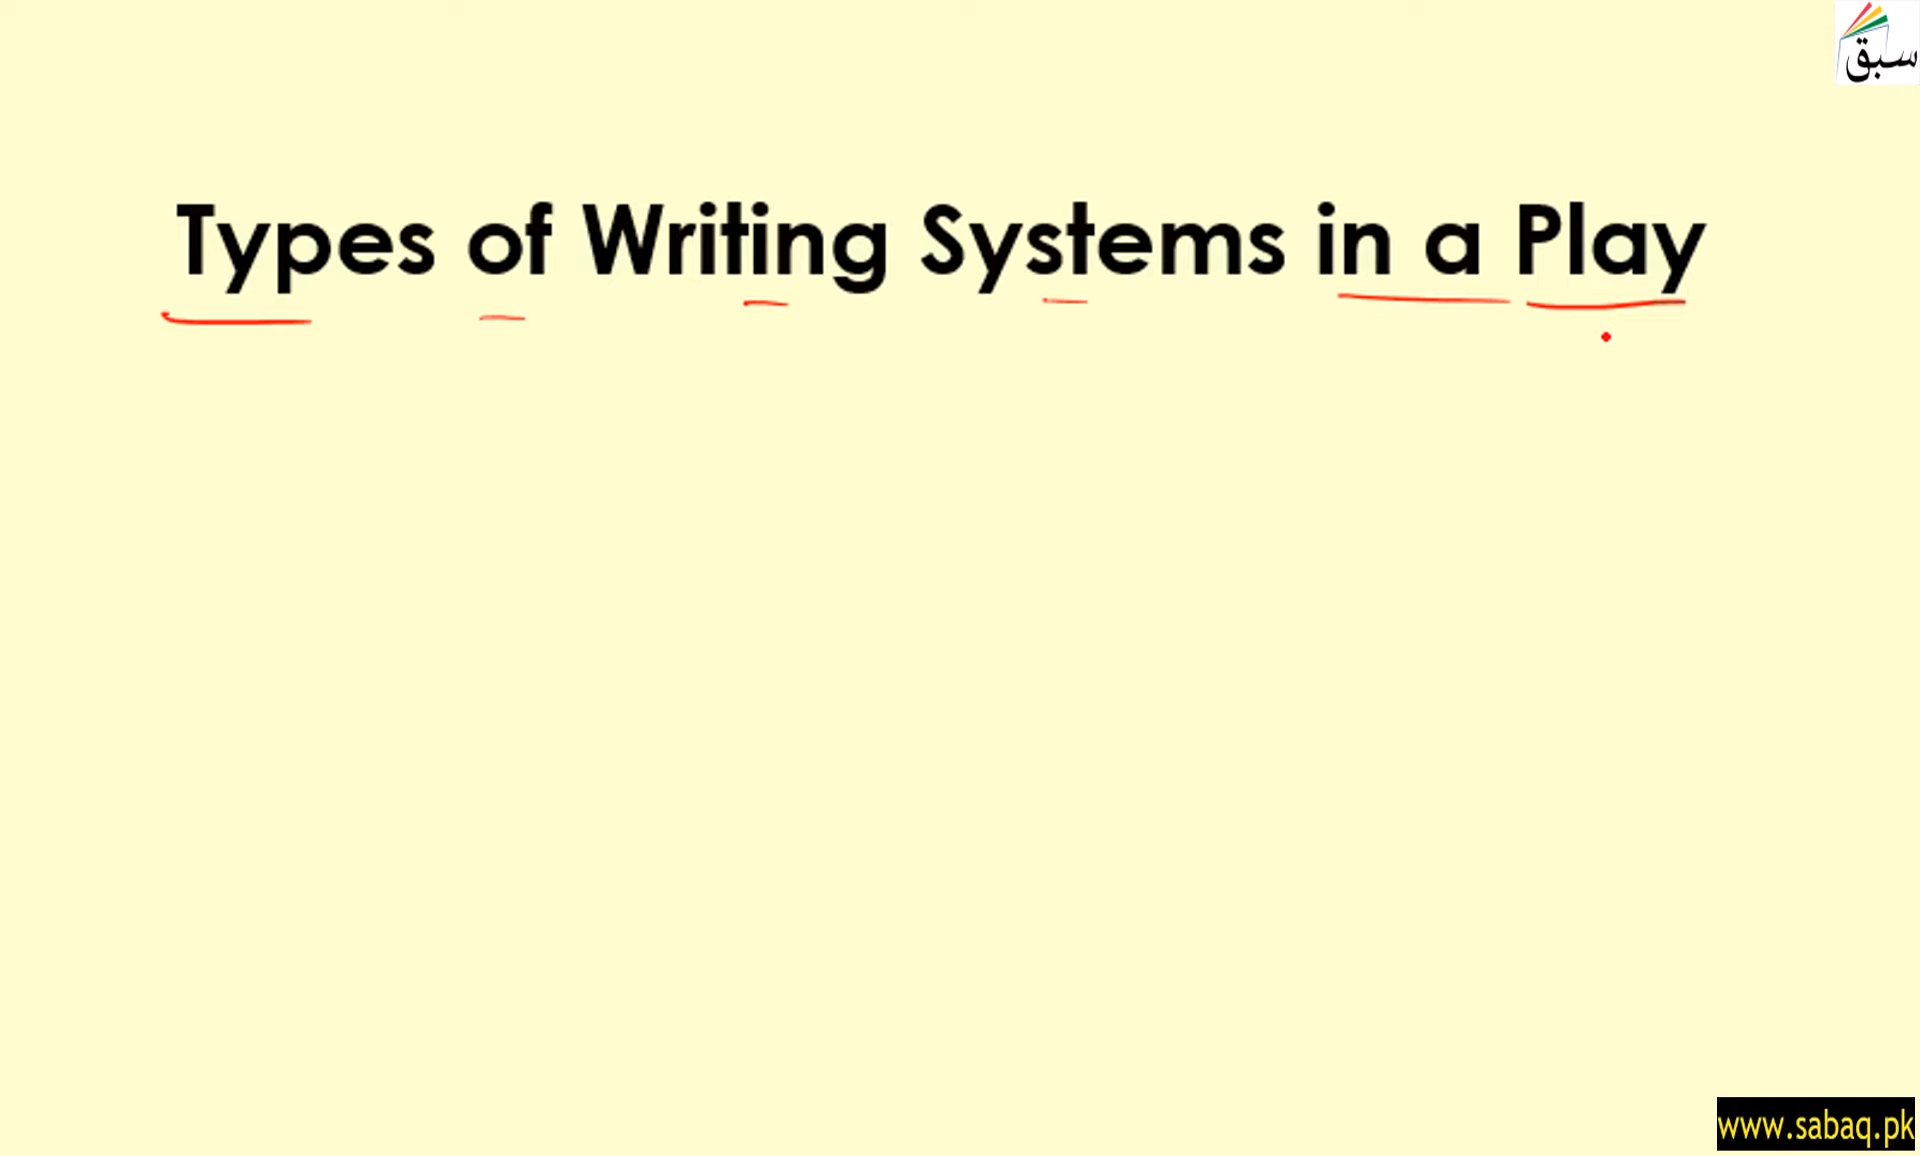 سبق
Types of Writing Systems in a Play
www.sabaq.pk